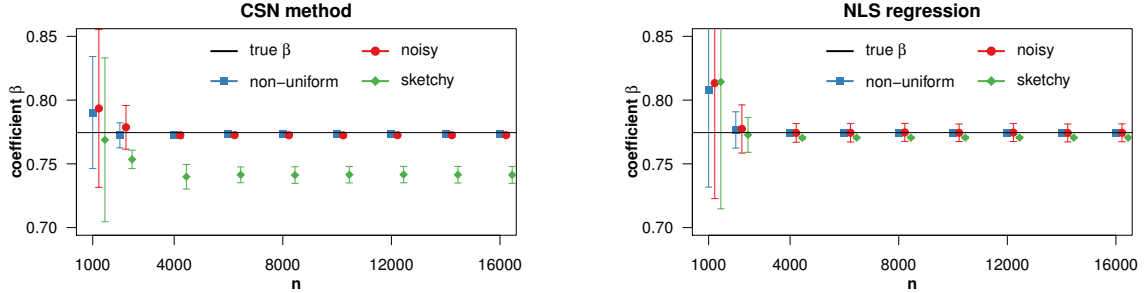 CSN method
0.85
0.80
0.75
0.70
coefficient β
true β
noisy
non−uniform
sketchy
1000
4000
8000
12000
16000
n
NLS regression
0.85
0.80
0.75
0.70
coefficient β
true β
noisy
non−uniform
sketchy
1000
4000
8000
12000
16000
n